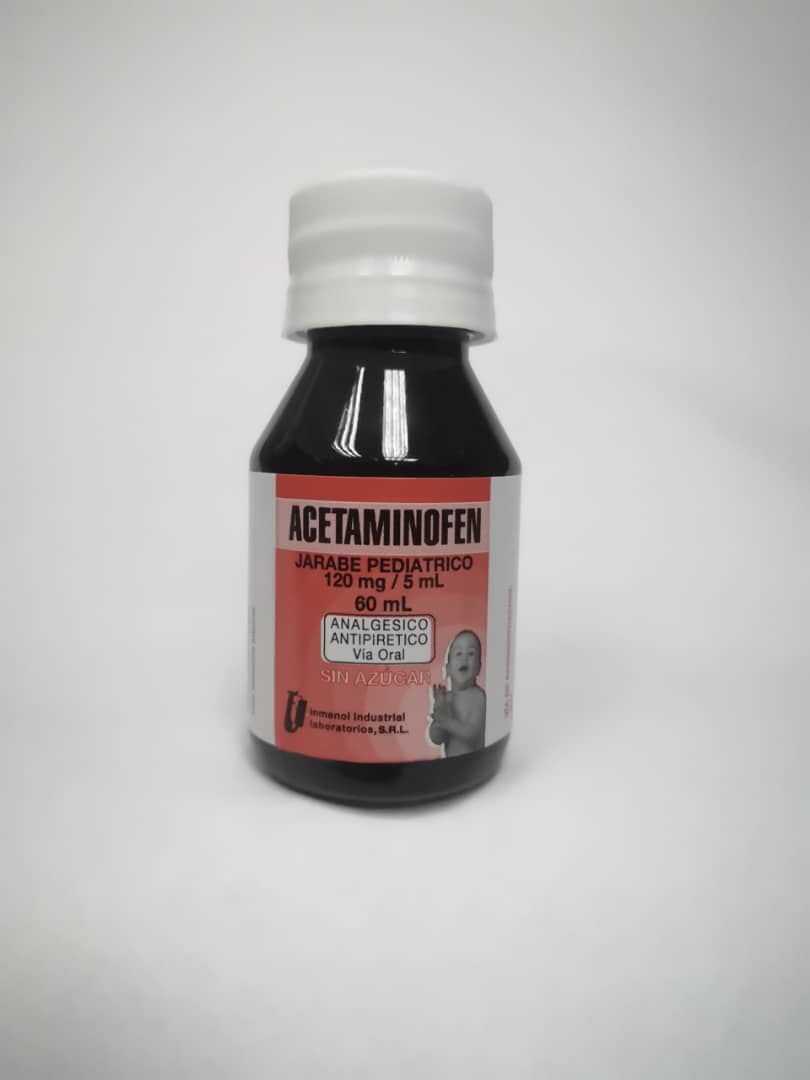 ACETAMINOFEN
JARABE PEDIATRICO
120 mg / 5 mL
60 mL
ANALGESICO
ANTIPIRETICO
Vía Oral
SIN AZÚCAR
Inmenol Industrial
laboratorios, S.R.L.